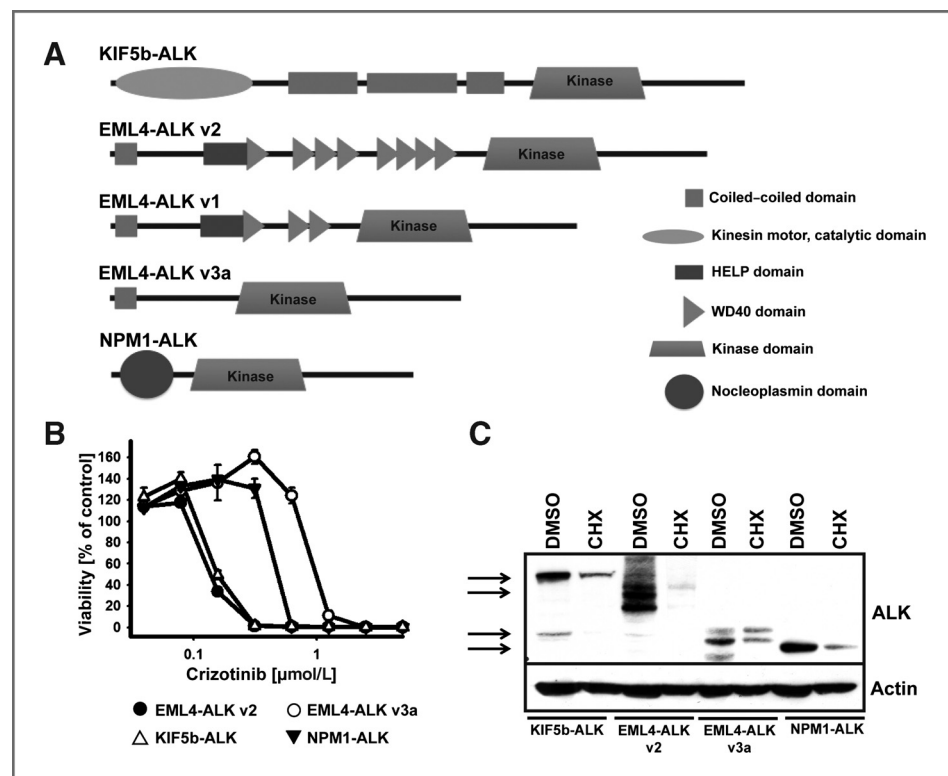 A
KIF5b-ALK
Kinase
EML4-ALK v2
Kinase
EML4-ALK v1
Kinase
EML4-ALK v3a
Kinase
NPM1-ALK
Kinase
Coiled–coiled domain
Kinesin motor, catalytic domain
HELP domain
WD40 domain
Kinase domain
Nocleoplasmin domain
B
Viability [% of control]
160
140
120
100
80
60
40
20
0
0.1
1
Crizotinib [µmol/L]
EML4-ALK v2
EML4-ALK v3a
KIF5b-ALK
NPM1-ALK
C
DMSO
CHX
DMSO
CHX
DMSO
CHX
DMSO
CHX
ALK
Actin
KIF5b-ALK
EML4-ALK
v2
EML4-ALK
v3a
NPM1-ALK